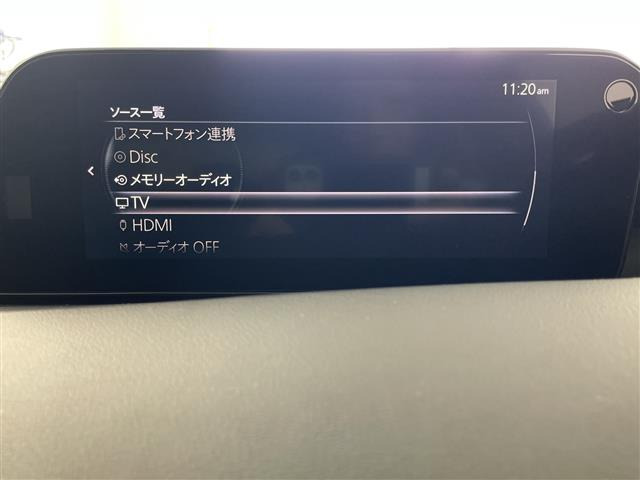 11:20am
ソース一覧
スマートフォン連携
Disc
メモリーオーディオ
TV
HDMI
オーディオ OFF